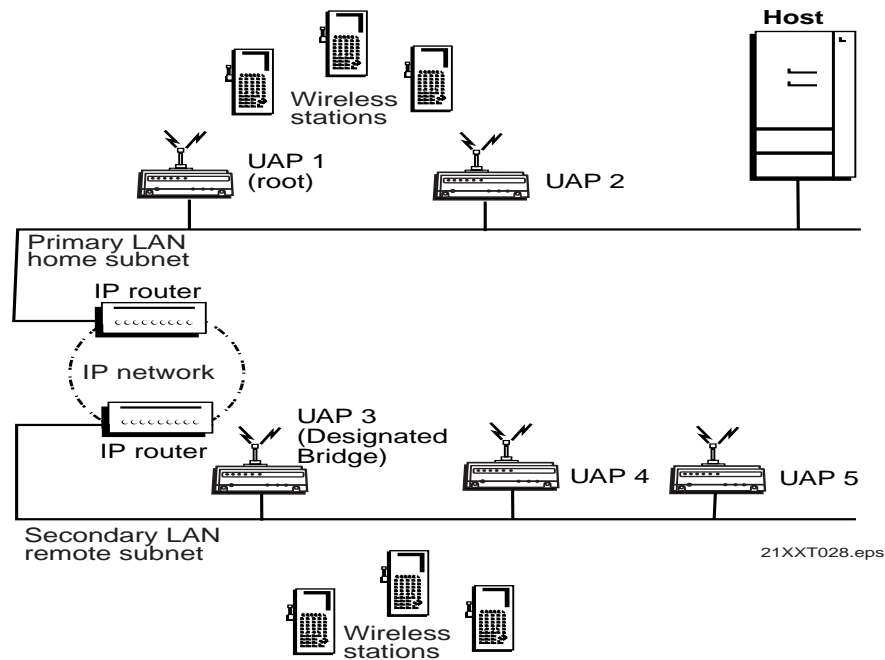 Host
Wireless
stations
UAP 1
(root)
UAP 2
Primary LAN
home subnet
IP router
IP network
IP router
UAP 3
(Designated
Bridge)
UAP 4
UAP 5
Secondary LAN
remote subnet
21XXT028.eps
Wireless
stations